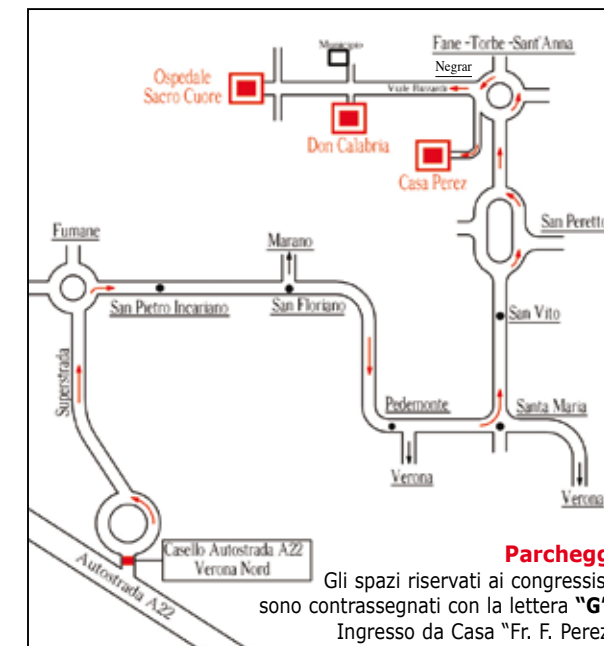 Municipio
Fane -Torbe -Sant'Anna
Negrar
Viale Rizzardi
Ospedale
Sacro Cuore
Don Calabria
Casa Perez
San Peretto
Fumane
Marano
San Pietro Incariano
San Floriano
San Vito
Superstrada
Pedemonte
Santa Maria
Verona
Verona
Casello Autostrada A22
Verona Nord
Autostrada A22
Parchegg
Gli spazi riservati ai congressis
sono contrassegnati con la lettera "G"
Ingresso da Casa "Fr. F. Perez